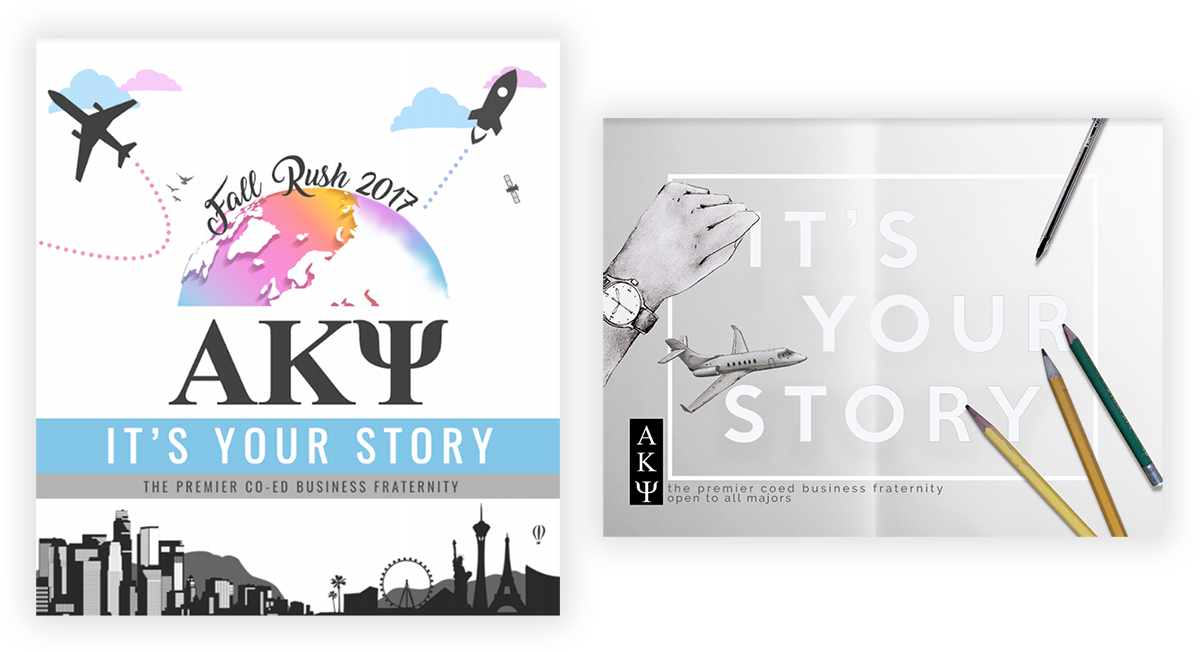 Fall Rush 2017
ΑΚΨ
IT'S YOUR STORY
THE PREMIER CO-ED BUSINESS FRATERNITY
IT'S
YOUR
STORY
Α
Κ
Ψ
the premier coed business fraternity
open to all majors